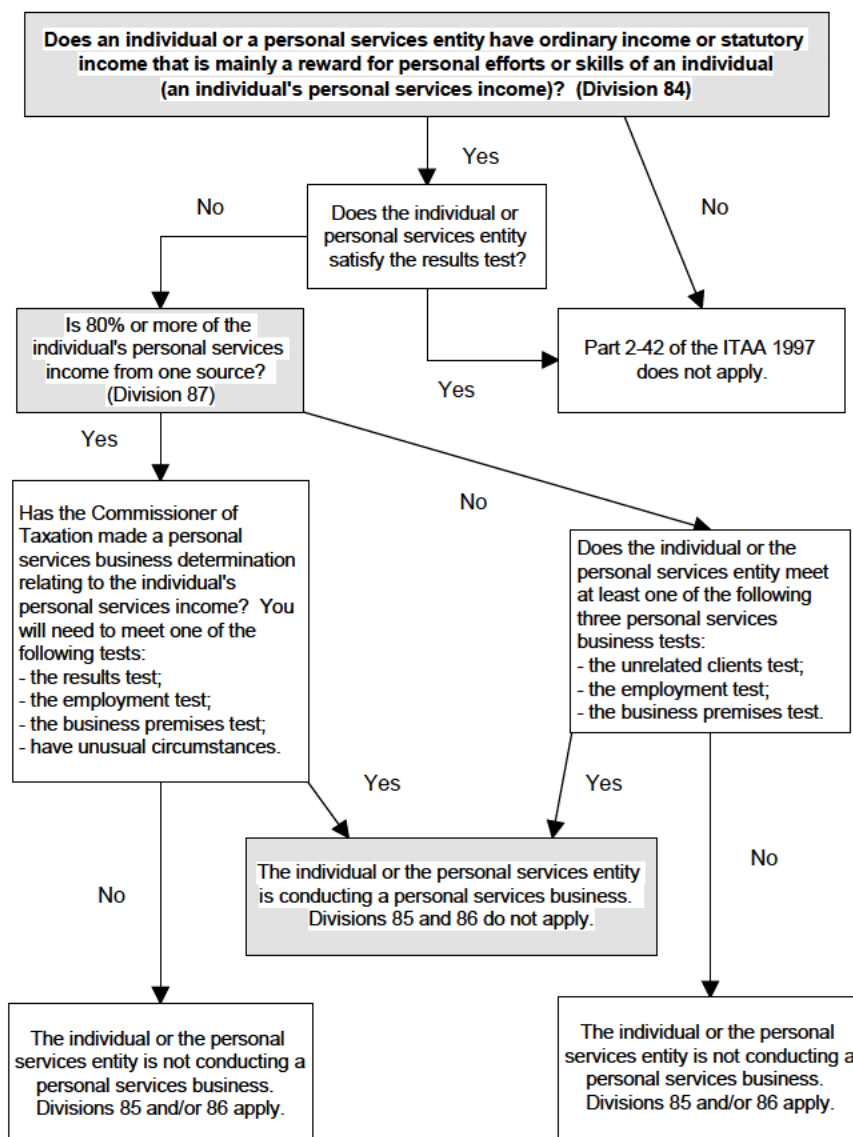 Does an individual or a personal services entity have ordinary income or statutory
income that is mainly a reward for personal efforts or skills of an individual
(an individual's personal services income)? (Division 84)
Yes
No
No
Does the individual or
personal services entity
satisfy the results test?
Is 80% or more of the
individual's personal services
income from one source?
(Division 87)
Part 2-42 of the ITAA 1997
does not apply.
Yes
Yes
No
Has the Commissioner of
Taxation made a personal
services business determination
relating to the individual's
personal services income? You
will need to meet one of the
following tests:
- the results test;
- the employment test;
- the business premises test;
- have unusual circumstances.
Does the individual or the
personal services entity meet
at least one of the following
three personal services
business tests:
- the unrelated clients test;
- the employment test;
- the business premises test.
Yes
Yes
The individual or the personal services entity
is conducting a personal services business.
Divisions 85 and 86 do not apply.
No
No
The individual or the personal
services entity is not conducting a
personal services business.
Divisions 85 and/or 86 apply.
The individual or the personal
services entity is not conducting a
personal services business.
Divisions 85 and/or 86 apply.